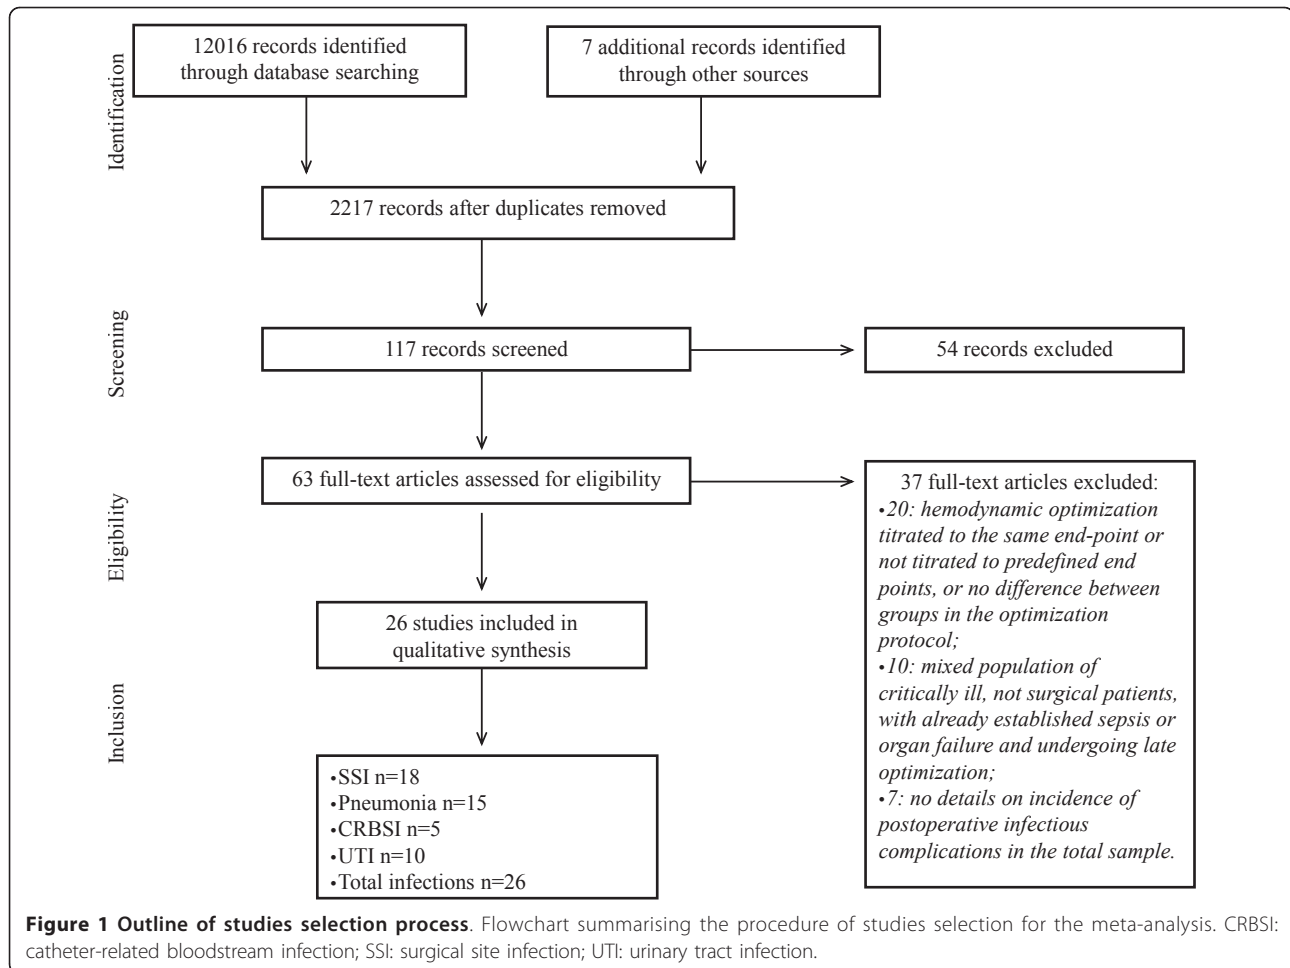 Identification
12016 records identified
through database searching
7 additional records identified
through other sources
2217 records after duplicates removed
Screening
117 records screened
54 records excluded
Eligibility
63 full-text articles assessed for eligibility
37 full-text articles excluded:
•20: hemodynamic optimization
titrated to the same end-point or
not titrated to predefined end
points, or no difference between
groups in the optimization
protocol;
•10: mixed population of
critically ill, not surgical patients,
with already established sepsis or
organ failure and undergoing late
optimization;
•7: no details on incidence of
postoperative infectious
complications in the total sample.
26 studies included in
qualitative synthesis
Inclusion
•SSI n=18
•Pneumonia n=15
•CRBSI n=5
•UTI n=10
•Total infections n=26
Figure 1 Outline of studies selection process. Flowchart summarising the procedure of studies selection for the meta-analysis. CRBSI:
catheter-related bloodstream infection; SSI: surgical site infection; UTI: urinary tract infection.